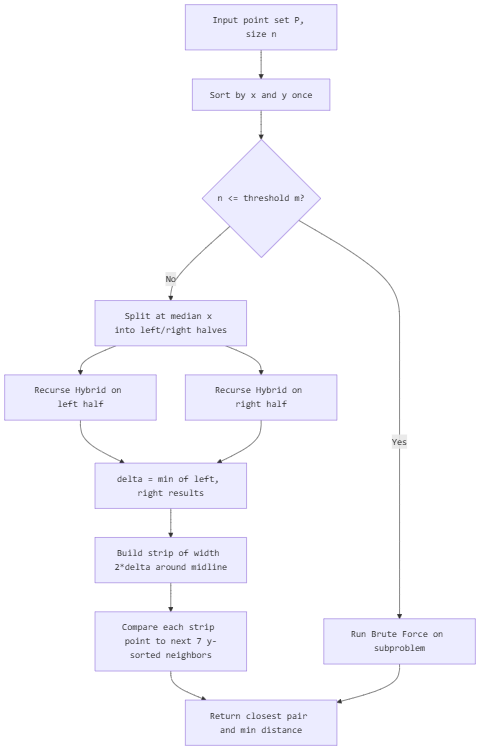 Input point set P,
size n
Sort by x and y once
n <= threshold m?
No
Split at median x
into left/right halves
Recurse Hybrid on
left half
Recurse Hybrid on
right half
Yes
delta = min of left,
right results
Build strip of width
2*delta around midline
Compare each strip
point to next 7 y-
sorted neighbors
Run Brute Force on
subproblem
Return closest pair
and min distance